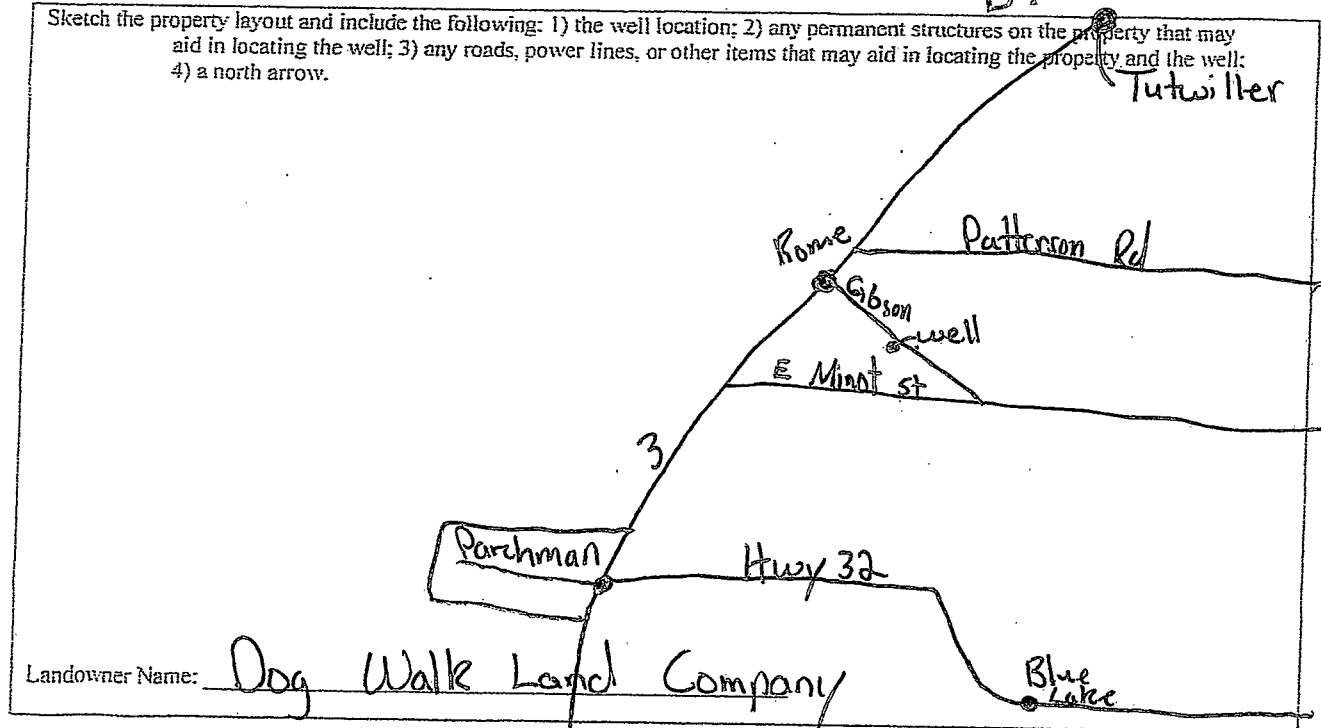 Sketch the property layout and include the following: 1) the well location; 2) any permanent structures on the property that may
aid in locating the well; 3) any roads, power lines, or other items that may aid in locating the property and the well;
4) a north arrow.
Tutwiller
Rome
Patterson Rd
Gibson
well
E Minot st
3
Parchman
Hwy 32
Blue
Lake
Landowner Name: Dog Walk Land Company